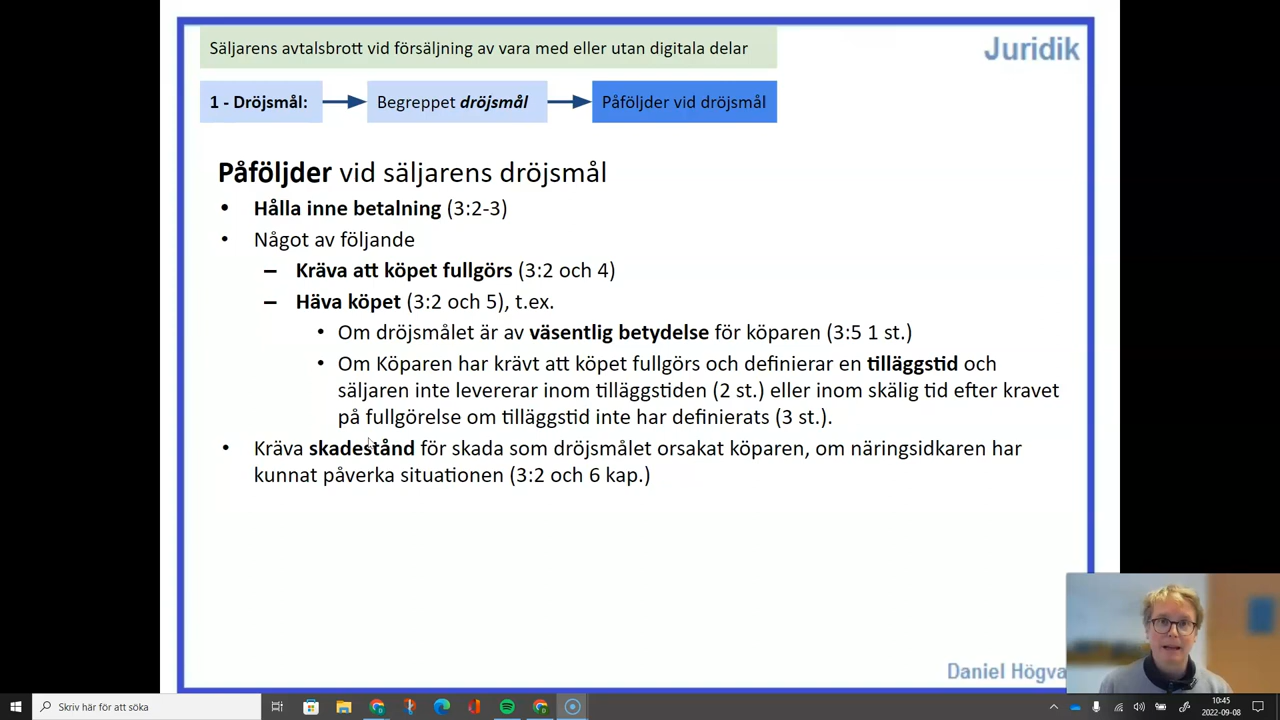 Säljarens avtalsbrott vid försäljning av vara med eller utan digitala delar
Juridik
1 - Dröjsmål:
Begreppet dröjsmål
Påföljder vid dröjsmål
Påföljder vid säljarens dröjsmål
• Hålla inne betalning (3:2-3)
• Något av följande
– Kräva att köpet fullgörs (3:2 och 4)
– Häva köpet (3:2 och 5), t.ex.
• Om dröjsmålet är av väsentlig betydelse för köparen (3:5 1 st.)
• Om Köparen har krävt att köpet fullgörs och definierar en tilläggstid och
säljaren inte levererar inom tilläggstiden (2 st.) eller inom skälig tid efter kravet
på fullgörelse om tilläggstid inte har definierats (3 st.).
• Kräva skadestånd för skada som dröjsmålet orsakat köparen, om näringsidkaren har
kunnat påverka situationen (3:2 och 6 kap.)
Daniel Högva
Skriv här för att söka
10:45
2022-09-08